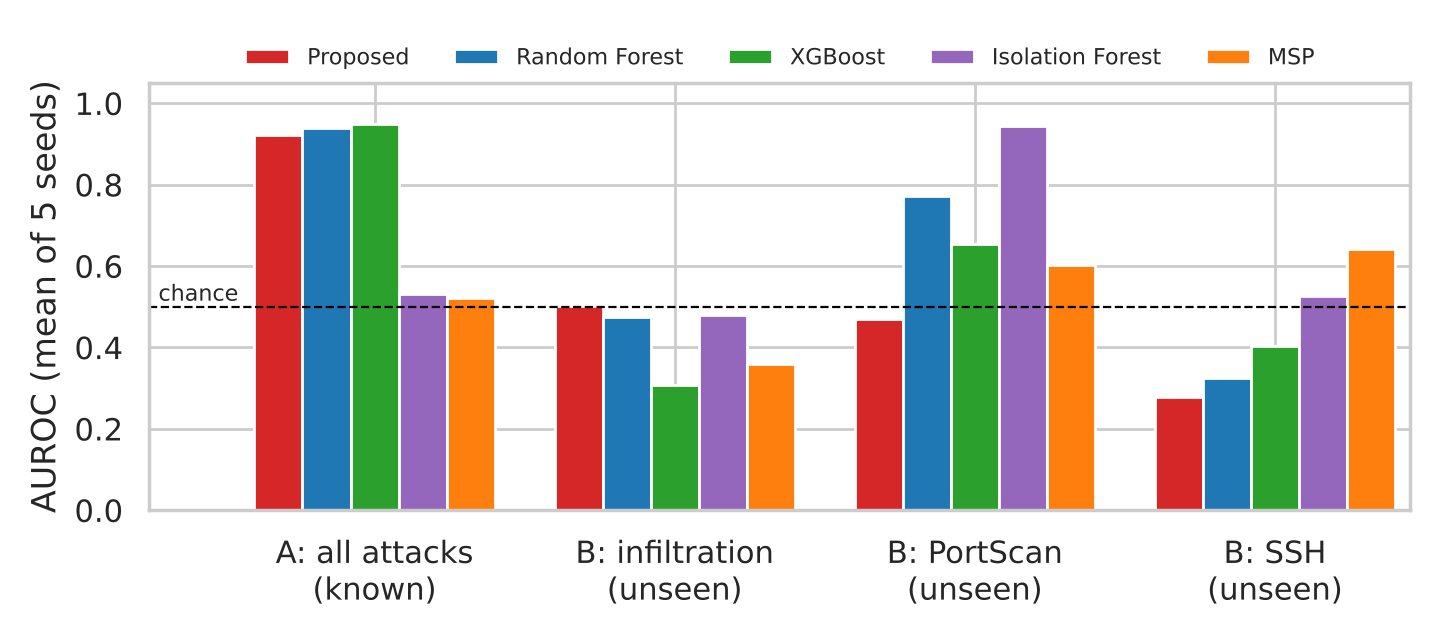 Proposed Random Forest XGBoost Isolation Forest MSP
AUROC (mean of 5 seeds)
1.0
0.8
0.6
0.4
0.2
0.0
chance
A: all attacks
(known)
B: infiltration
(unseen)
B: PortScan
(unseen)
B: SSH
(unseen)